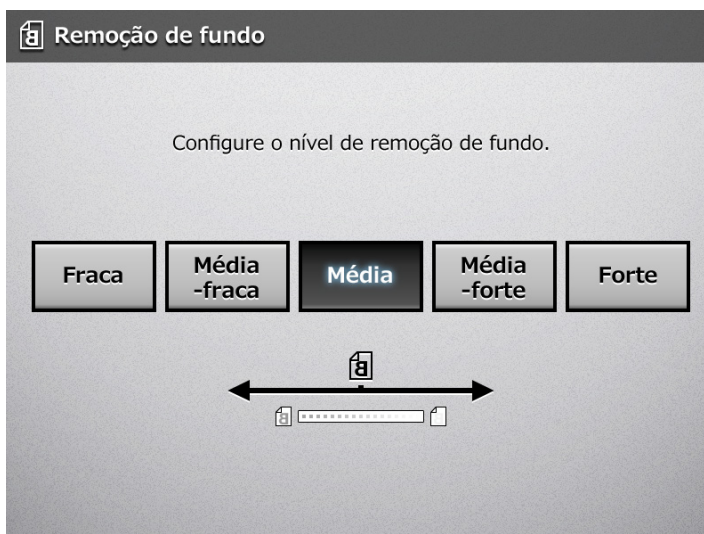 Remoção de fundo
Configure o nível de remoção de fundo.
Fraca
Média
-fraca
Média
Média
-forte
Forte